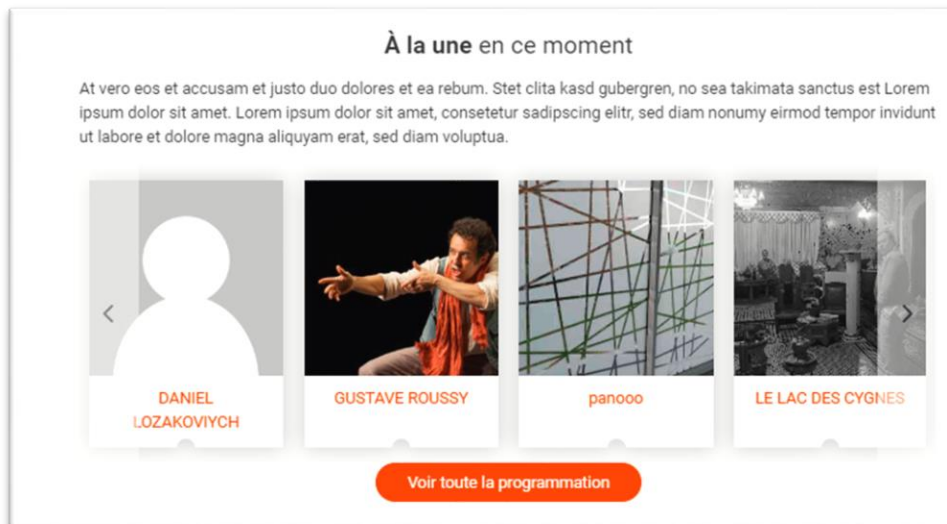 À la une en ce moment
At vero eos et accusam et justo duo dolores et ea rebum. Stet clita kasd gubergren, no sea takimata sanctus est Lorem
ipsum dolor sit amet. Lorem ipsum dolor sit amet, consetetur sadipscing elitr, sed diam nonumy eirmod tempor invidunt
ut labore et dolore magna aliquyam erat, sed diam voluptua.
DANIEL
LOZAKOVIYCH
GUSTAVE ROUSSY
panooo
LE LAC DES CYGNES
Voir toute la programmation